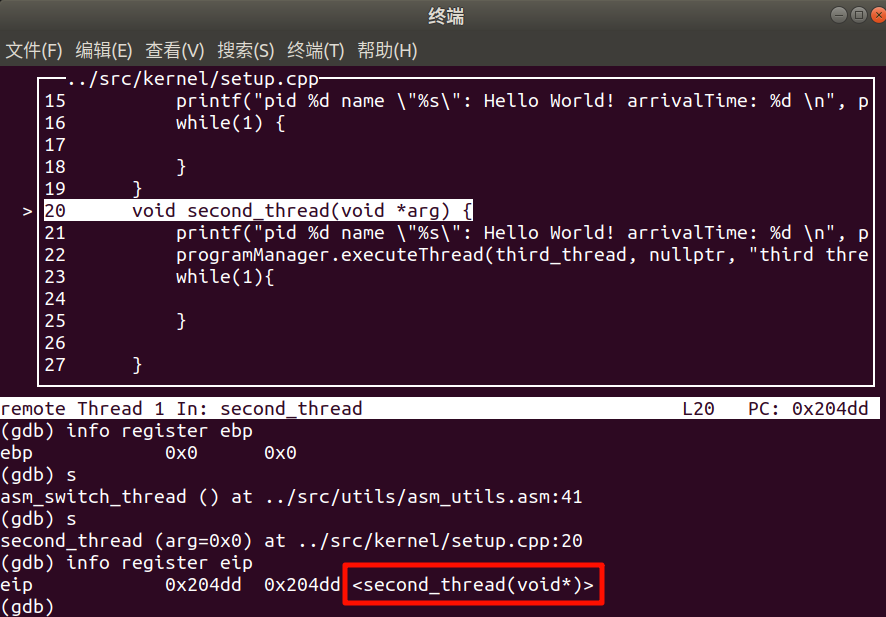 终端
文件(F) 编辑(E) 查看(V) 搜索(S) 终端(T) 帮助(H)
../src/kernel/setup.cpp
15 printf("pid %d name \"%s\": Hello World! arrivalTime: %d \n", p
16 while(1) {
17
18 }
19 }
> 20 void second_thread(void *arg) {
21 printf("pid %d name \"%s\": Hello World! arrivalTime: %d \n", p
22 programManager.executeThread(third_thread, nullptr, "third thre
23 while(1){
24
25 }
26
27 }
remote Thread 1 In: second_thread L20 PC: 0x204dd
(gdb) info register ebp
ebp 0x0 0x0
(gdb) s
asm_switch_thread () at ../src/utils/asm_utils.asm:41
(gdb) s
second_thread (arg=0x0) at ../src/kernel/setup.cpp:20
(gdb) info register eip
eip 0x204dd 0x204dd <second_thread(void*)>
(gdb)